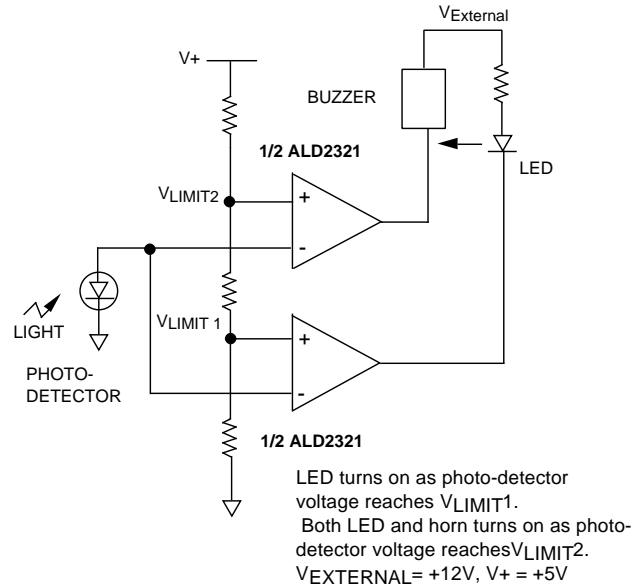 VExternal
V+
BUZZER
1/2 ALD2321
LED
VLIMIT2
+
-
VLIMIT 1
LIGHT
+
-
PHOTO-
DETECTOR
1/2 ALD2321
LED turns on as photo-detector
voltage reaches VLIMIT1.
Both LED and horn turns on as photo-
detector voltage reachesVLIMIT2.
VEXTERNAL= +12V, V+ = +5V